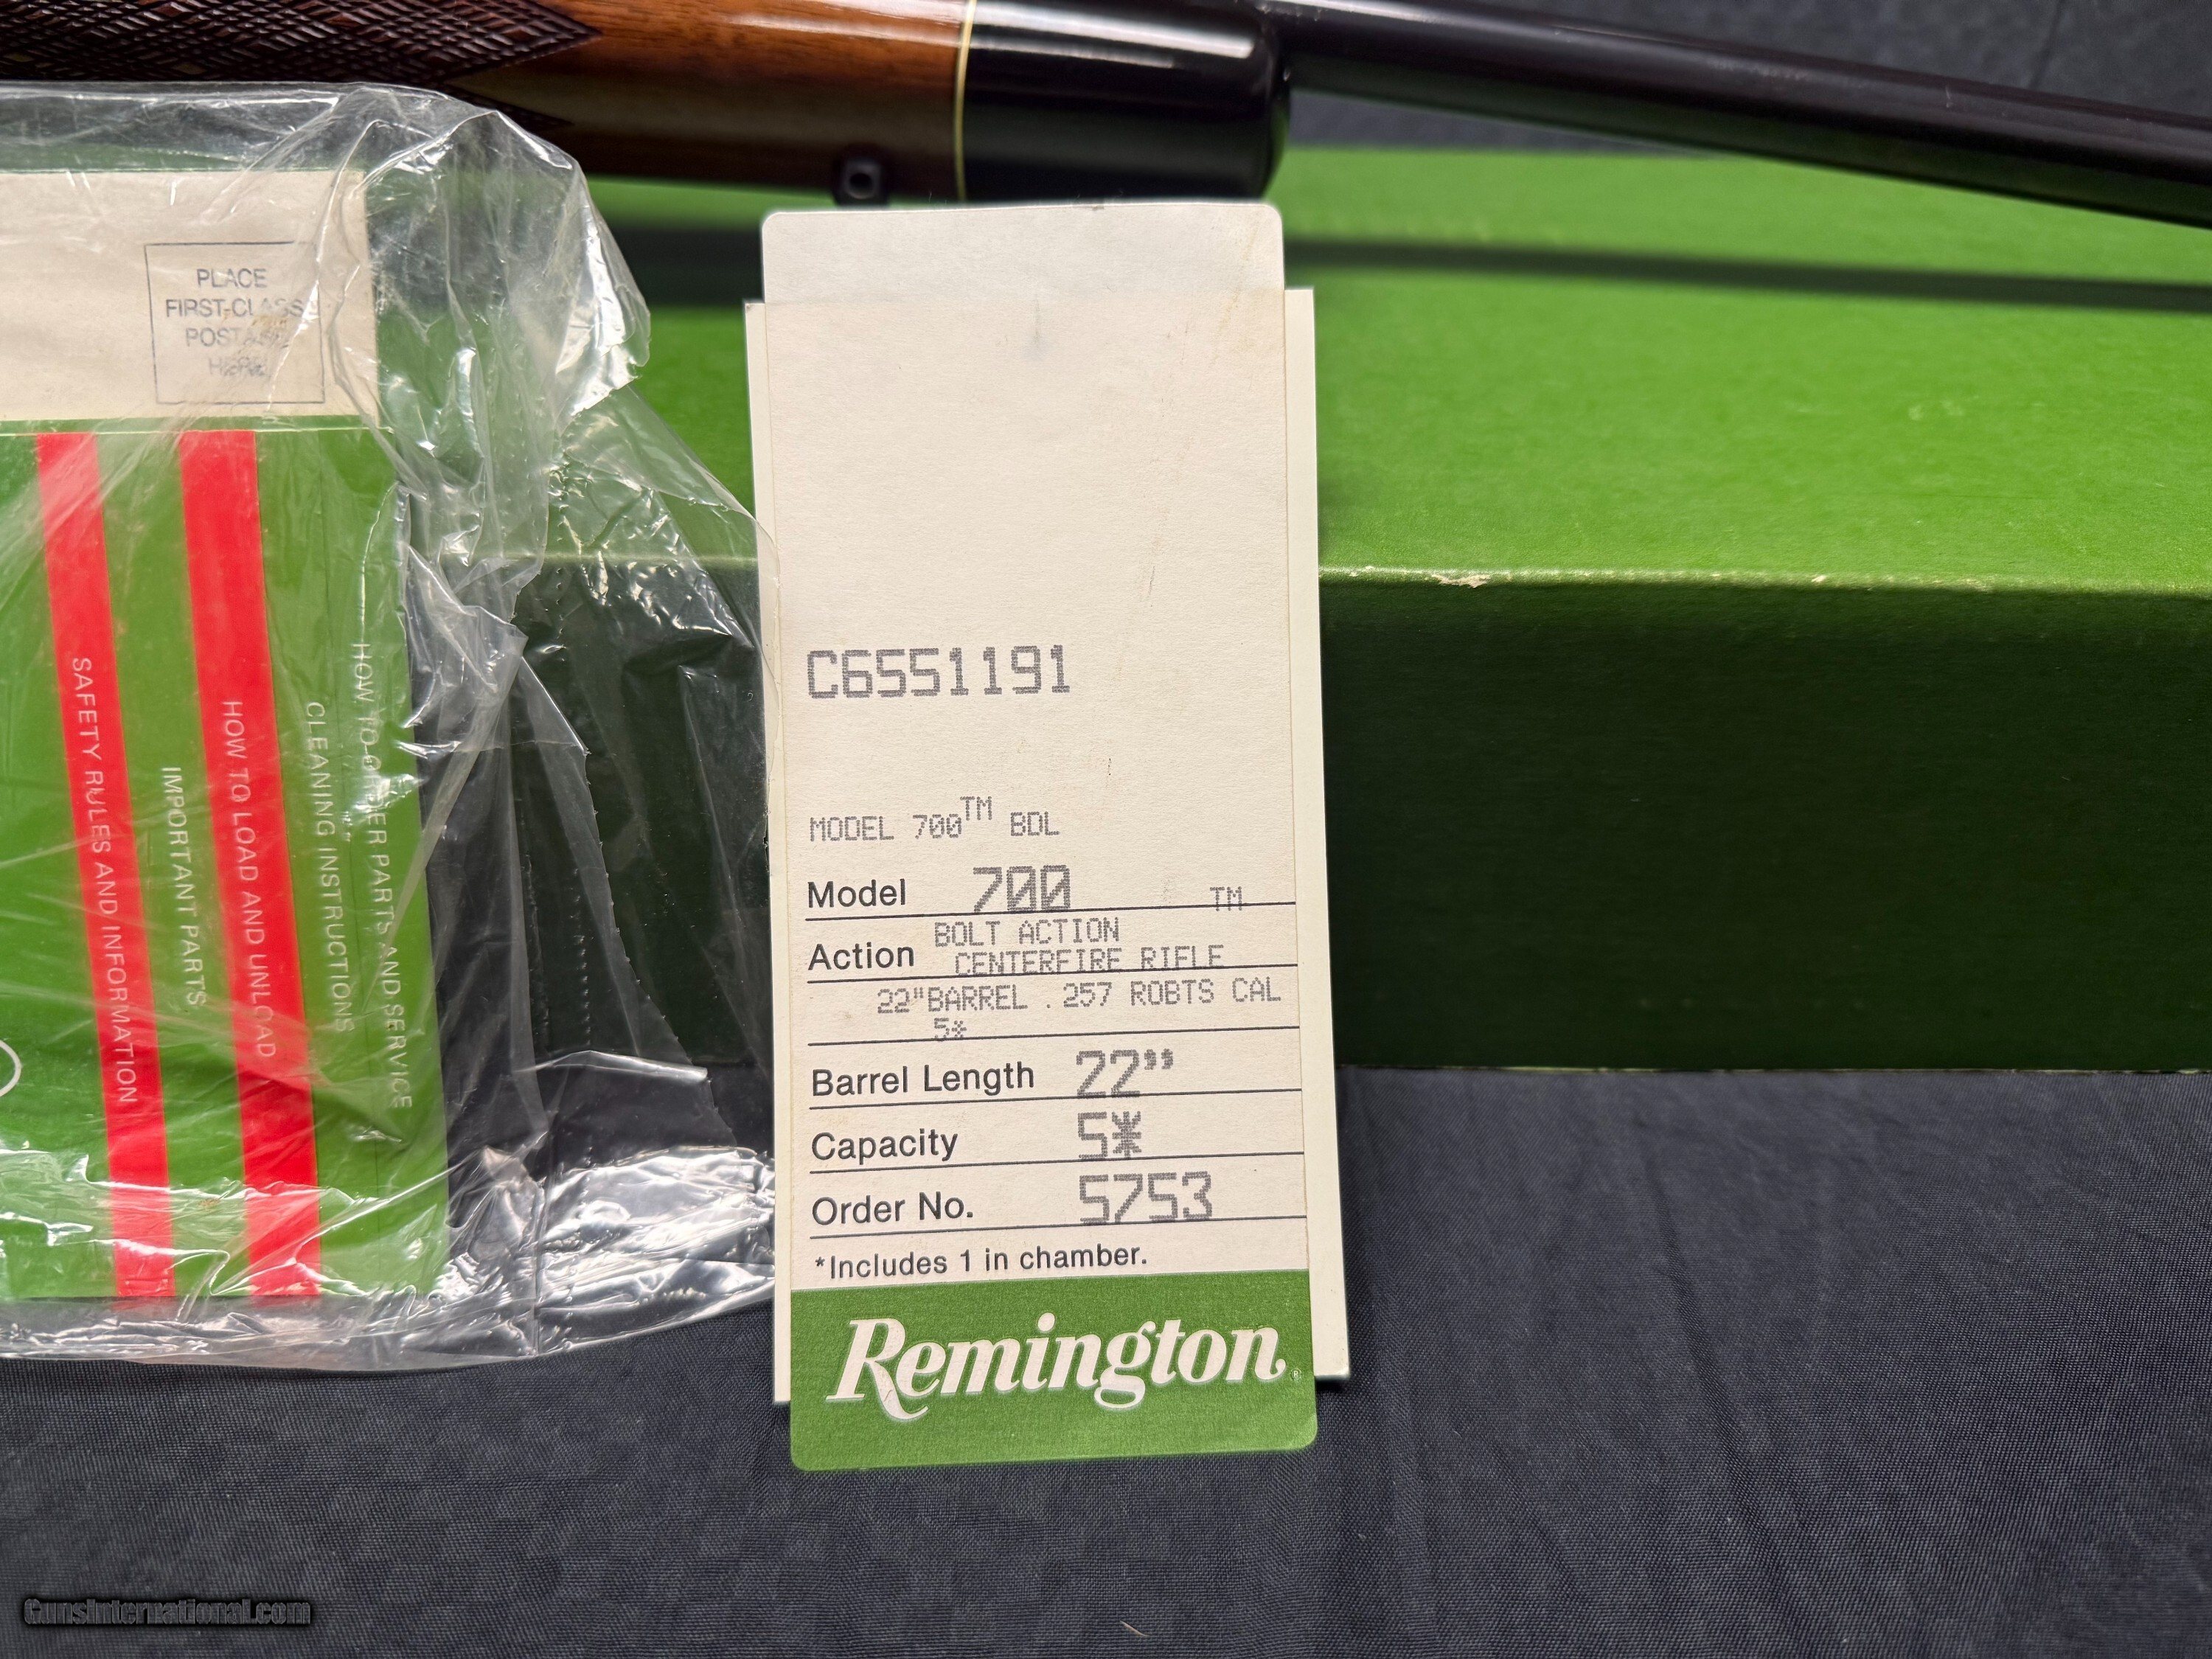 PLACE
FIRST-CLASS
POSTAGE
HERE
HOW TO ORDER PARTS AND SERVICE
CLEANING INSTRUCTIONS
HOW TO LOAD AND UNLOAD
IMPORTANT PARTS
SAFETY RULES AND INFORMATION
C6551191
MODEL 700™ BDL
Model 700 TM
Action BOLT ACTION
CENTERFIRE RIFLE
22"BARREL .257 ROBTS CAL
5*
Barrel Length 22”
Capacity 5*
Order No. 5753
*Includes 1 in chamber.
Remington®
GunsInternational.com